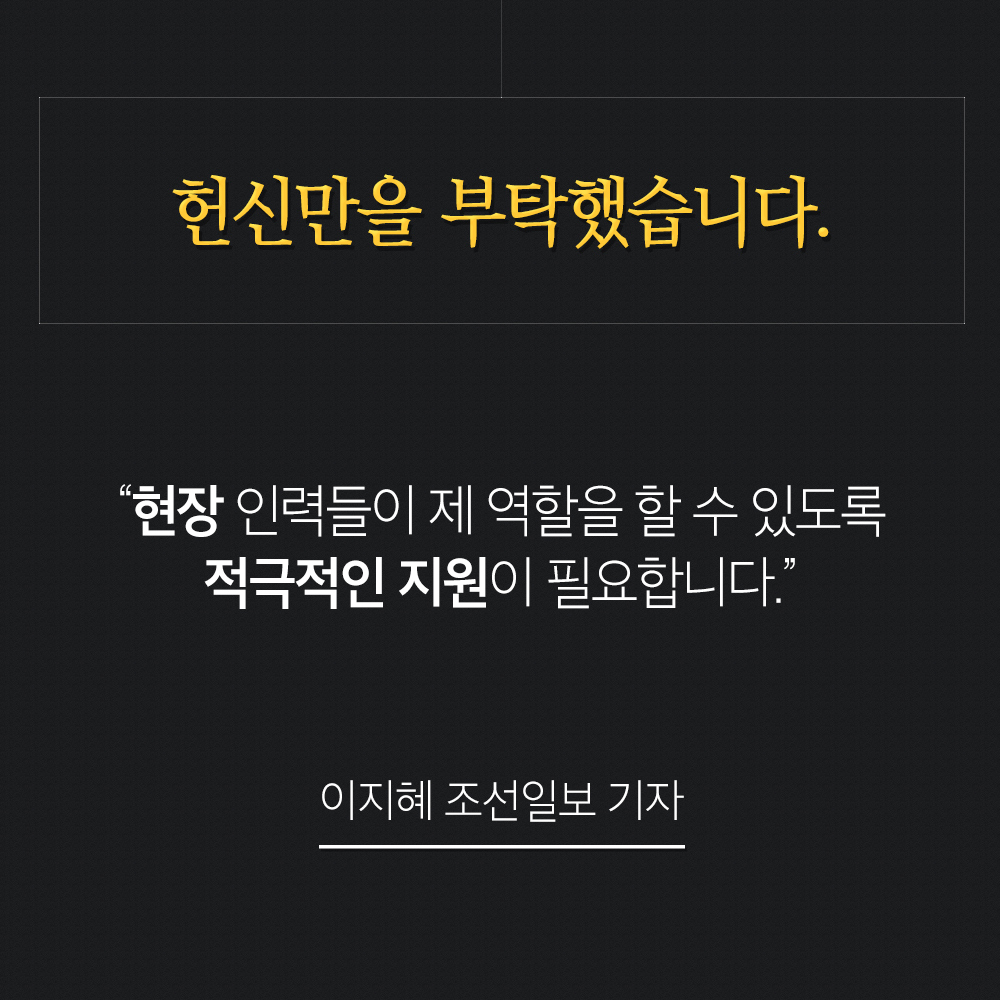 헌신만을 부탁했습니다.
“현장 인력들이 제 역할을 할 수 있도록
적극적인 지원이 필요합니다.”
이지혜 조선일보 기자